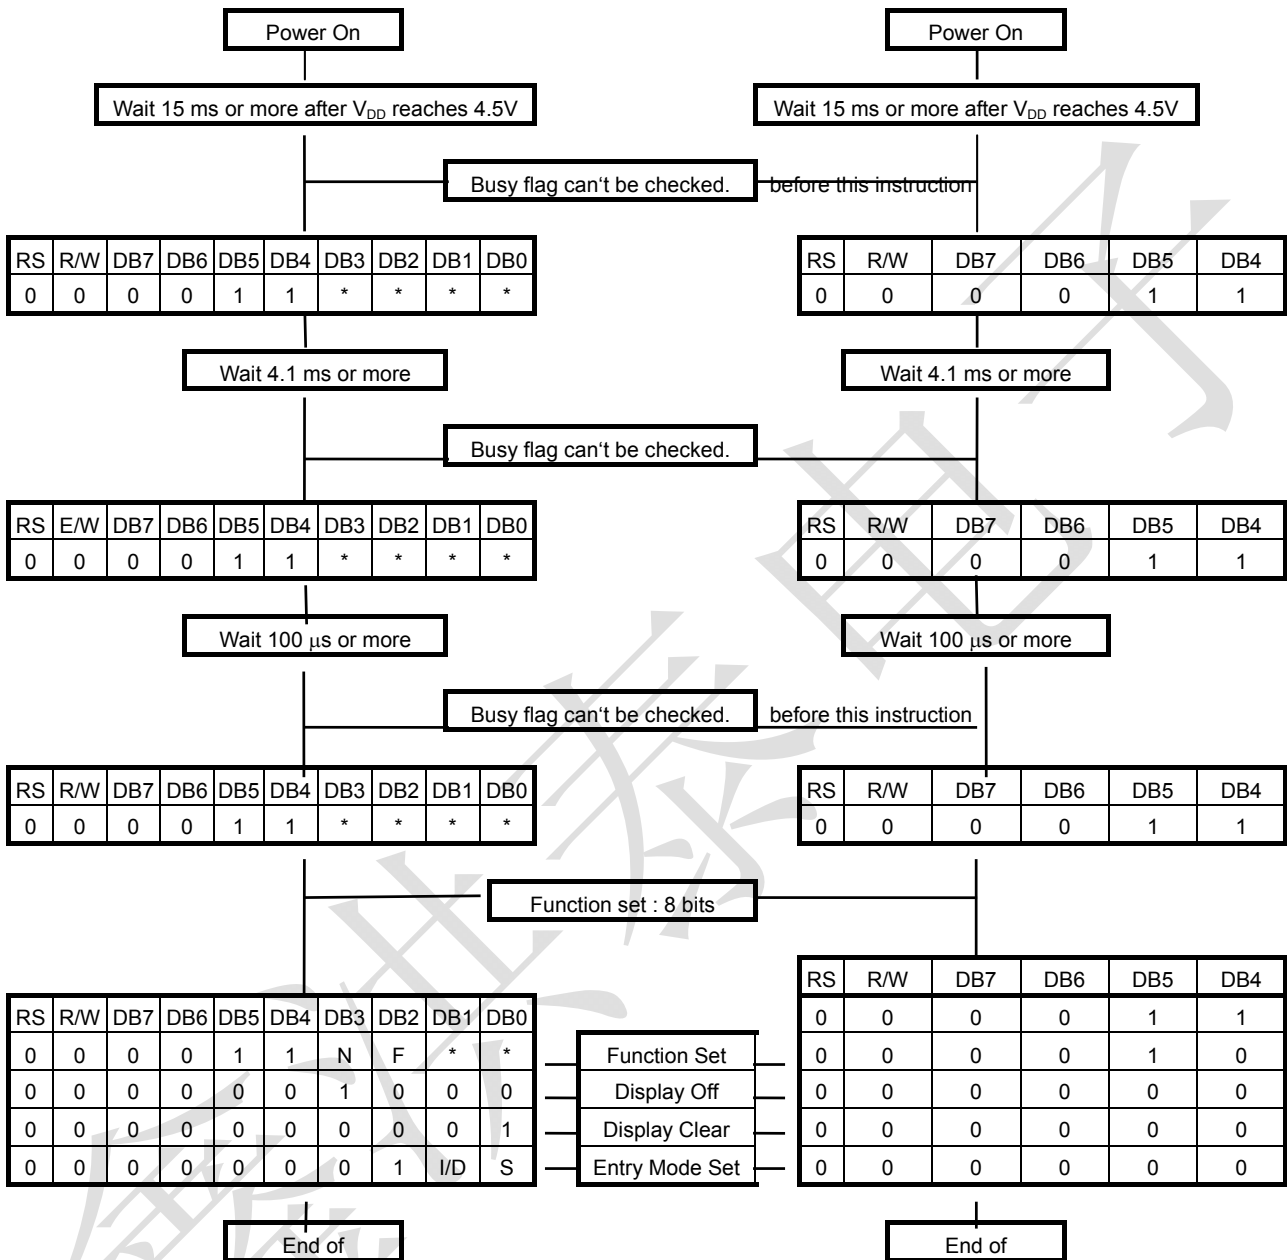 Power On
Power On
Wait 15 ms or more after VDD reaches 4.5V
Wait 15 ms or more after VDD reaches 4.5V
Busy flag can‘t be checked. before this instruction
RS R/W DB7 DB6 DB5 DB4 DB3 DB2 DB1 DB0
0 0 0 0 1 1 * * * *
RS R/W DB7 DB6 DB5 DB4
0 0 0 0 1 1
Wait 4.1 ms or more
Wait 4.1 ms or more
Busy flag can‘t be checked.
RS E/W DB7 DB6 DB5 DB4 DB3 DB2 DB1 DB0
0 0 0 0 1 1 * * * *
RS R/W DB7 DB6 DB5 DB4
0 0 0 0 1 1
Wait 100 μs or more
Wait 100 μs or more
Busy flag can‘t be checked. before this instruction
RS R/W DB7 DB6 DB5 DB4 DB3 DB2 DB1 DB0
0 0 0 0 1 1 * * * *
RS R/W DB7 DB6 DB5 DB4
0 0 0 0 1 1
Function set : 8 bits
RS R/W DB7 DB6 DB5 DB4 DB3 DB2 DB1 DB0
0 0 0 0 1 1 N F * *
0 0 0 0 0 0 1 0 0 0
0 0 0 0 0 0 0 0 0 1
0 0 0 0 0 0 0 1 I/D S
Function Set
Display Off
Display Clear
Entry Mode Set
RS R/W DB7 DB6 DB5 DB4
0 0 0 0 1 1
0 0 0 0 1 0
0 0 0 0 0 0
0 0 0 0 0 0
0 0 0 0 0 0
End of
End of
鑫洪泰电子